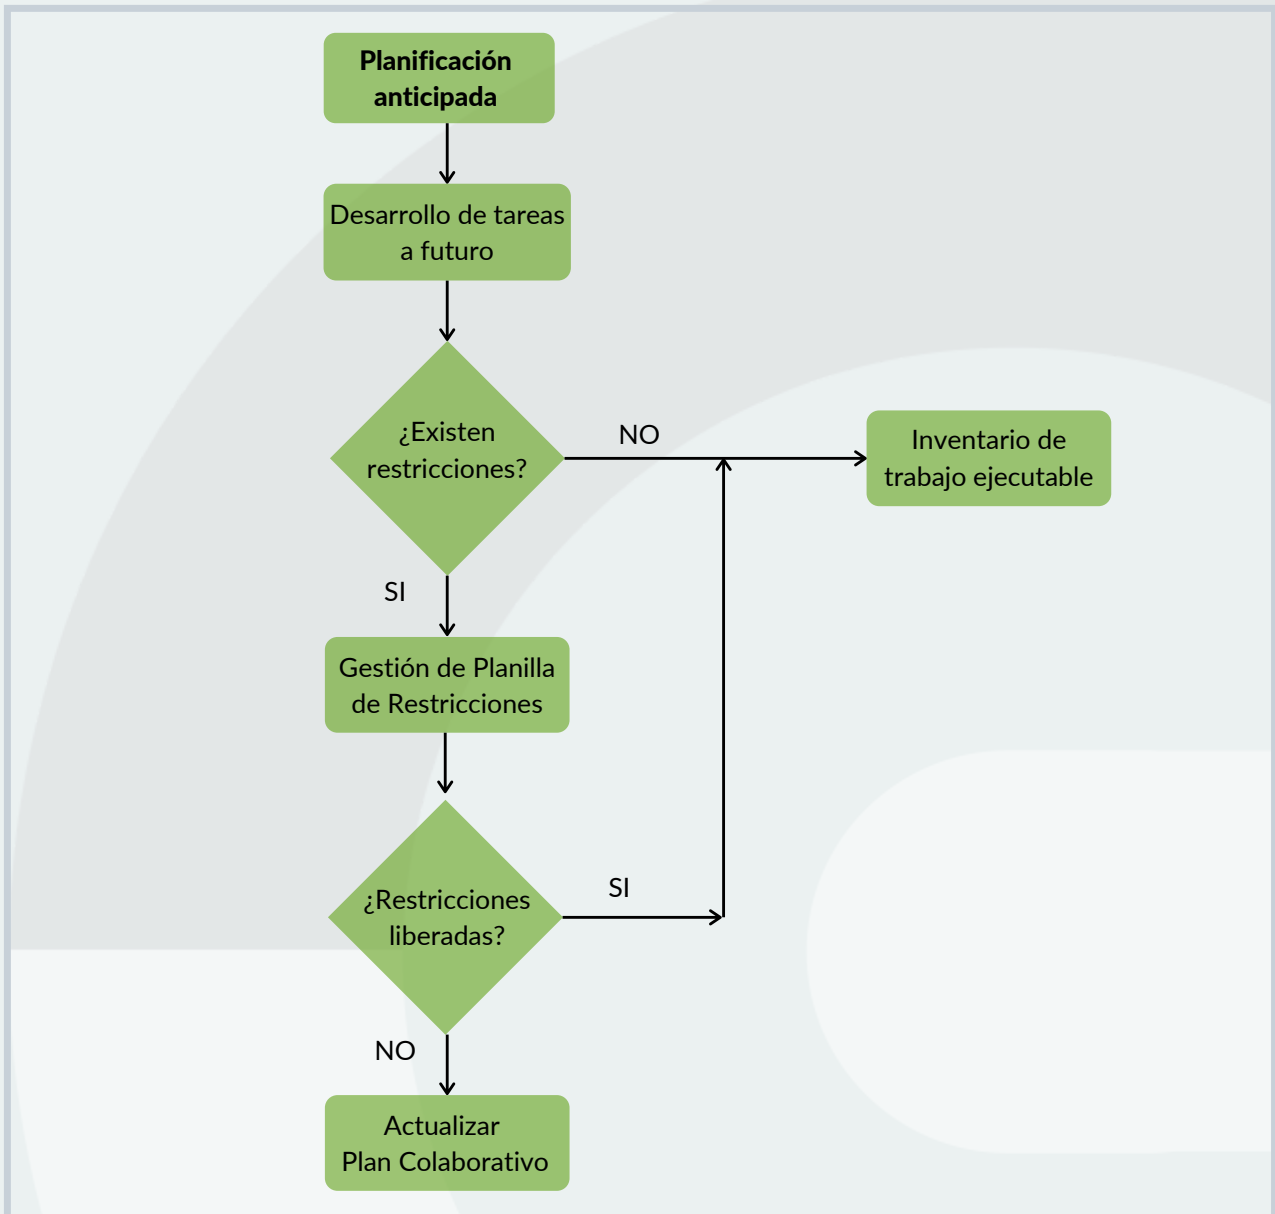 Planificación
anticipada
Desarrollo de tareas
a futuro
¿Existen
restricciones?
NO
Inventario de
trabajo ejecutable
SI
Gestión de Planilla
de Restricciones
¿Restricciones
liberadas?
SI
NO
Actualizar
Plan Colaborativo